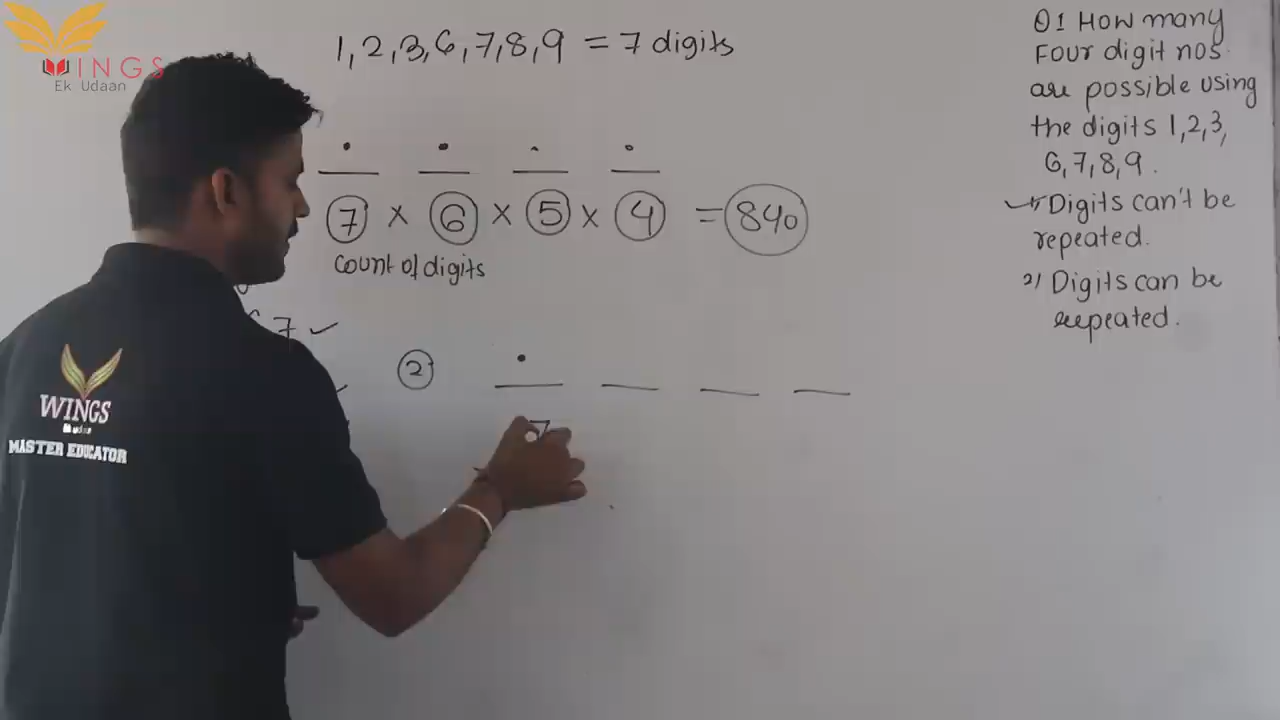 WINGS
Ek Udaan
1, 2, 3, 6, 7, 8, 9 = 7 digits
7 × 6 × 5 × 4 = 840
count of digits
7 ✓
2
7
Q1 How many
Four digit nos.
are possible using
the digits 1, 2, 3,
6, 7, 8, 9.
1) Digits can't be
repeated.
2) Digits can be
repeated.
WINGS
MASTER EDUCATOR